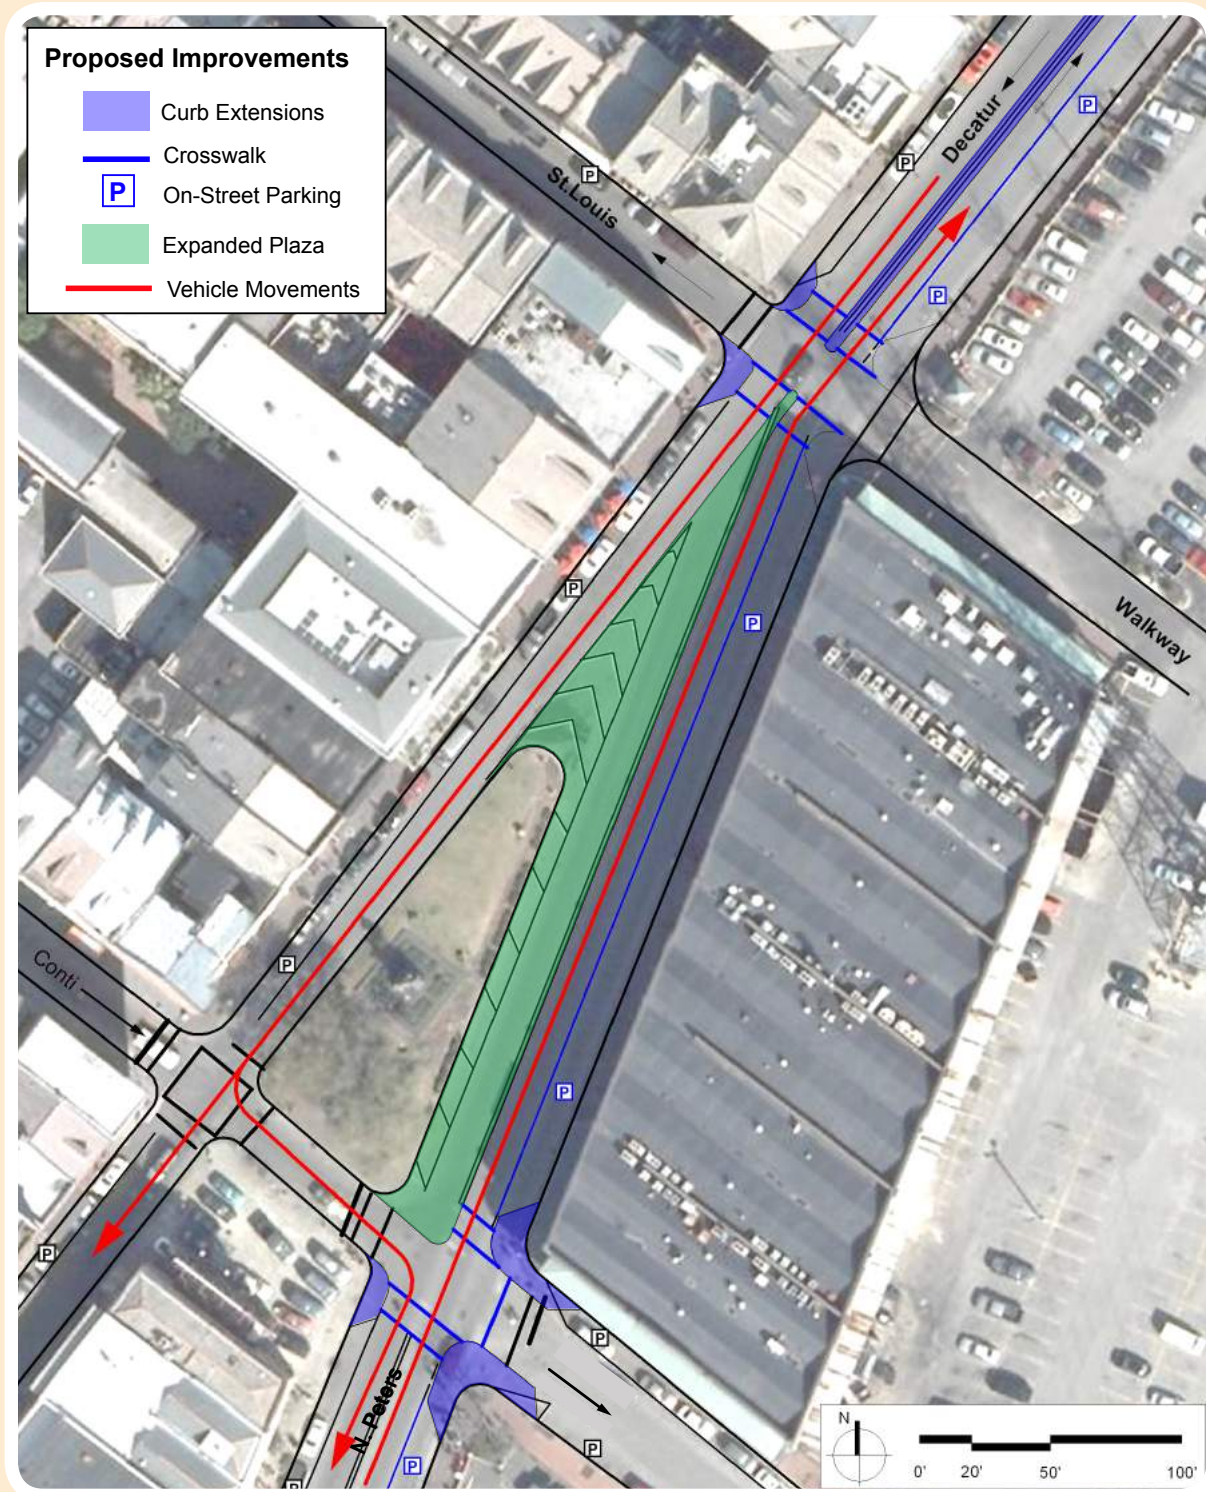 Proposed Improvements
Curb Extensions
Crosswalk
P On-Street Parking
Expanded Plaza
Vehicle Movements
Decatur
P
P
P
St.Louis
P
P
P
Walkway
Conti
P
P
P
P
N. Peters
P
P
P
P
N
0' 20' 50' 100'